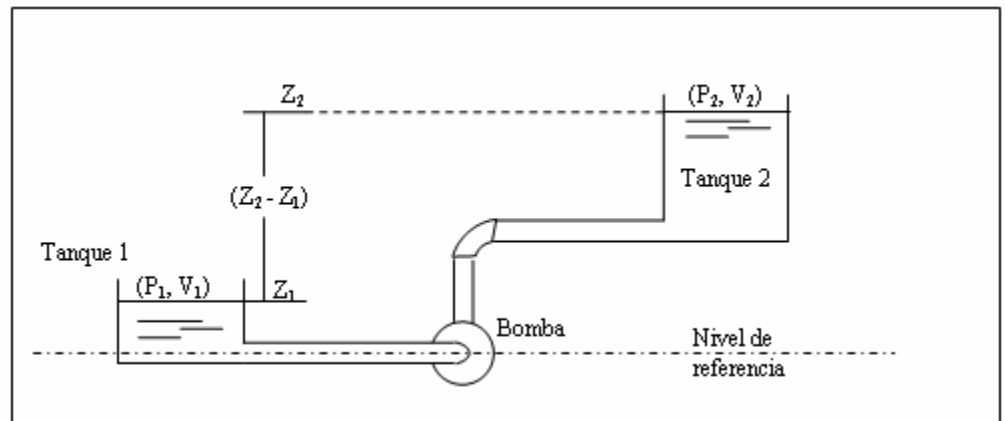 Z₂
(P₂, V₂)
Tanque 2
(Z₂ - Z₁)
Tanque 1
(P₁, V₁)
Z₁
Bomba
Nivel de
referencia